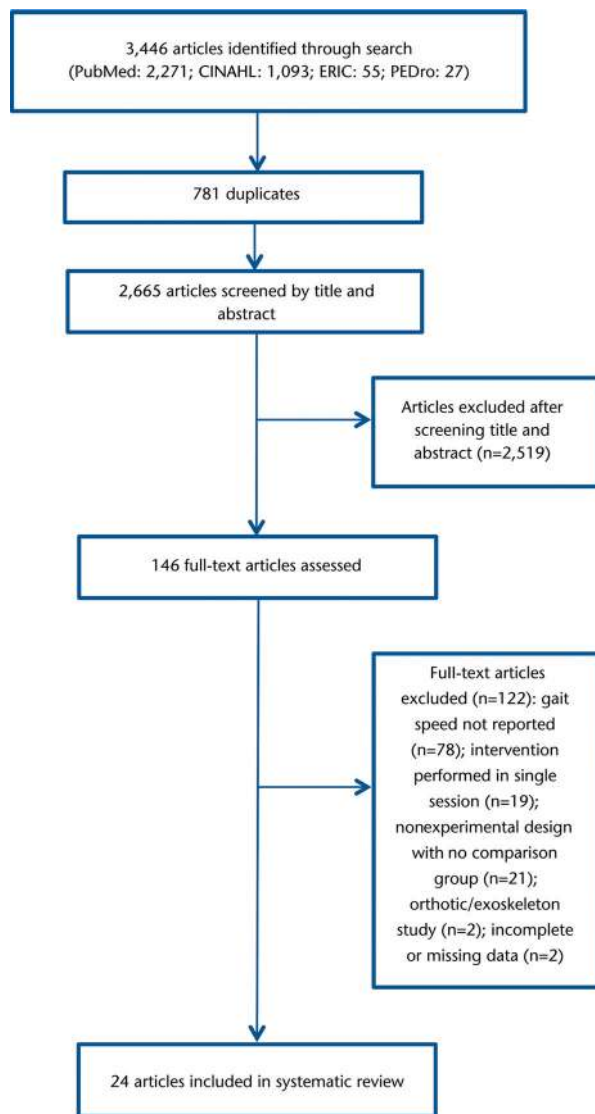 3,446 articles identified through search
(PubMed: 2,271; CINAHL: 1,093; ERIC: 55; PEDro: 27)
781 duplicates
2,665 articles screened by title and
abstract
Articles excluded after
screening title and
abstract (n=2,519)
146 full-text articles assessed
Full-text articles
excluded (n=122): gait
speed not reported
(n=78); intervention
performed in single
session (n=19);
nonexperimental design
with no comparison
group (n=21);
orthotic/exoskeleton
study (n=2); incomplete
or missing data (n=2)
24 articles included in systematic review